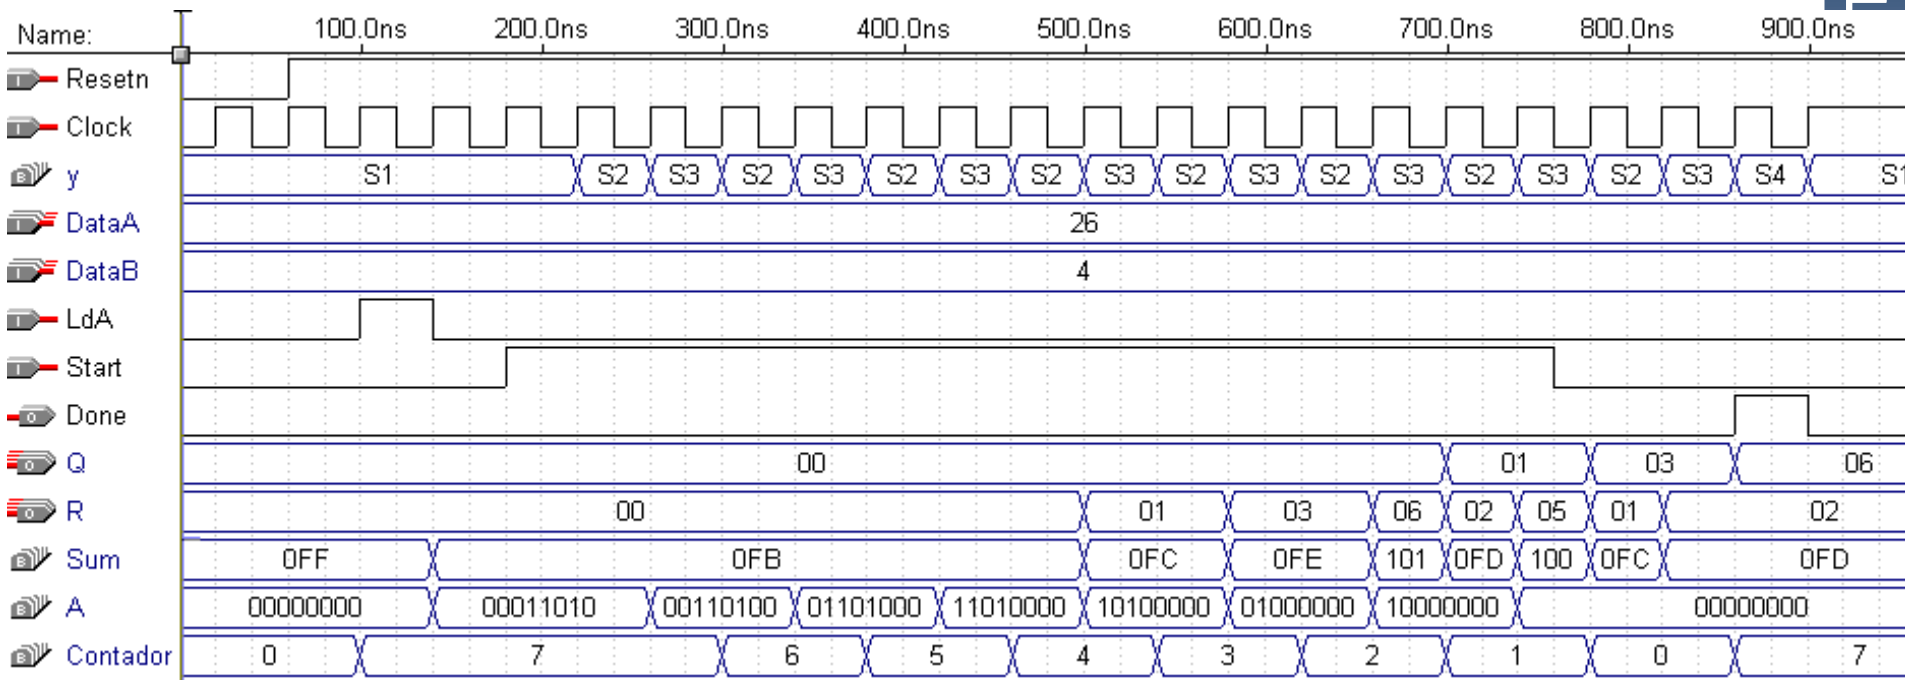 Name: 100.0ns 200.0ns 300.0ns 400.0ns 500.0ns 600.0ns 700.0ns 800.0ns 900.0ns
Resetn
Clock
y S1 S2 S3 S2 S3 S2 S3 S2 S3 S2 S3 S2 S3 S2 S3 S2 S3 S4 S1
DataA 26
DataB 4
LdA
Start
Done
Q 00 01 03 06
R 00 01 03 06 02 05 01 02
Sum 0FF 0FB 0FC 0FE 101 0FD 100 0FC 0FD
A 00000000 00011010 00110100 01101000 11010000 10100000 01000000 10000000 00000000
Contador 0 7 6 5 4 3 2 1 0 7